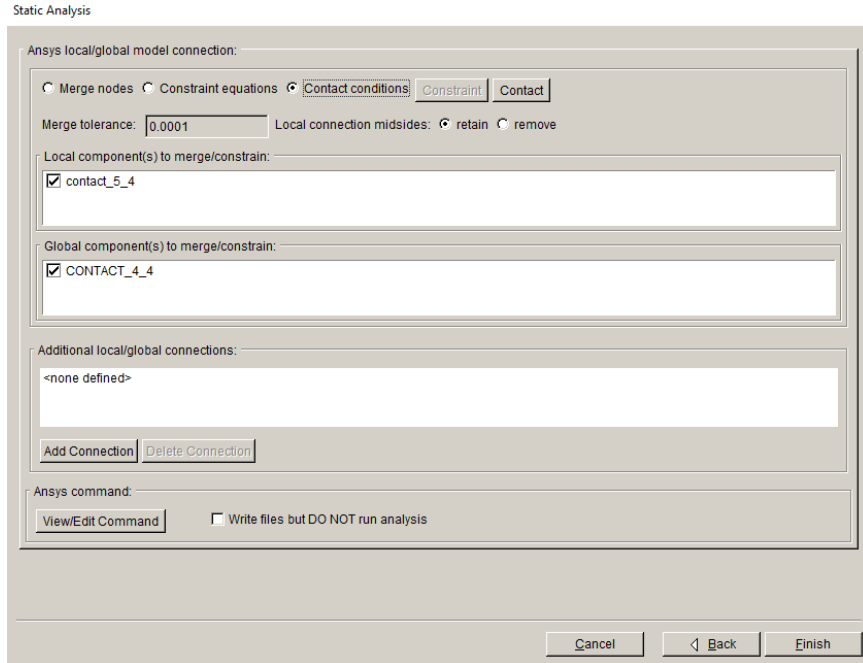 Static Analysis
Ansys local/global model connection:
Merge nodes Constraint equations Contact conditions Constraint Contact
Merge tolerance: 0.0001 Local connection midsides: retain remove
Local component(s) to merge/constrain:
contact_5_4
Global component(s) to merge/constrain:
CONTACT_4_4
Additional local/global connections:
<none defined>
Add Connection Delete Connection
Ansys command:
View/Edit Command Write files but DO NOT run analysis
Cancel Back Finish